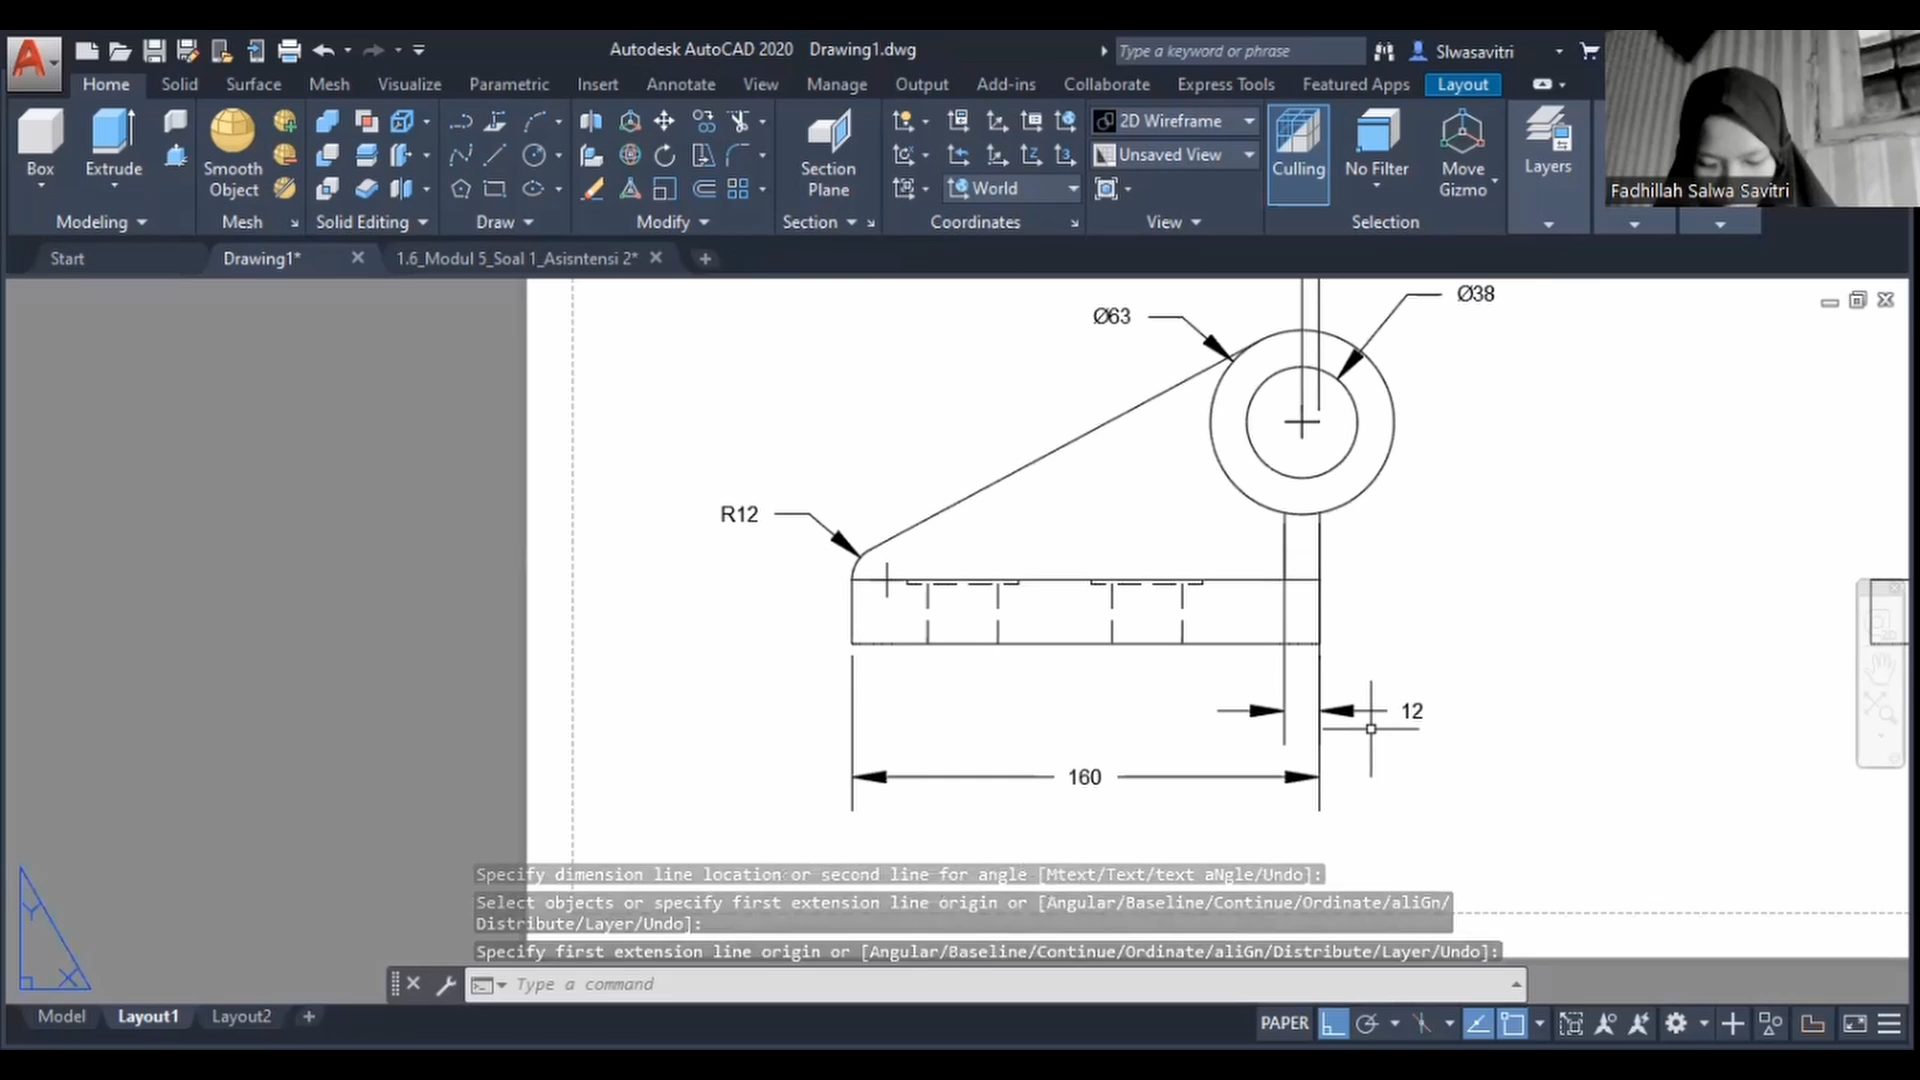 Autodesk AutoCAD 2020 Drawing1.dwg
Type a keyword or phrase
Slwasavitri
Home Solid Surface Mesh Visualize Parametric Insert Annotate View Manage Output Add-ins Collaborate Express Tools Featured Apps Layout
2D Wireframe
Unsaved View
World
Box
Extrude
Smooth
Object
Section
Plane
Culling
No Filter
Move
Gizmo
Layers
Fadhillah Salwa Savitri
Modeling Mesh Solid Editing Draw Modify Section Coordinates View Selection
Start Drawing1* 1.6_Modul 5_Soal 1_Asisntensi 2*
Ø38
Ø63
R12
12
160
Y
X
Specify dimension line location or second line for angle [Mtext/Text/text aNgle/Undo]:
Select objects or specify first extension line origin or [Angular/Baseline/Continue/Ordinate/aliGn/
Distribute/Layer/Undo]:
Specify first extension line origin or [Angular/Baseline/Continue/Ordinate/aliGn/Distribute/Layer/Undo]:
Type a command
Model Layout1 Layout2
PAPER